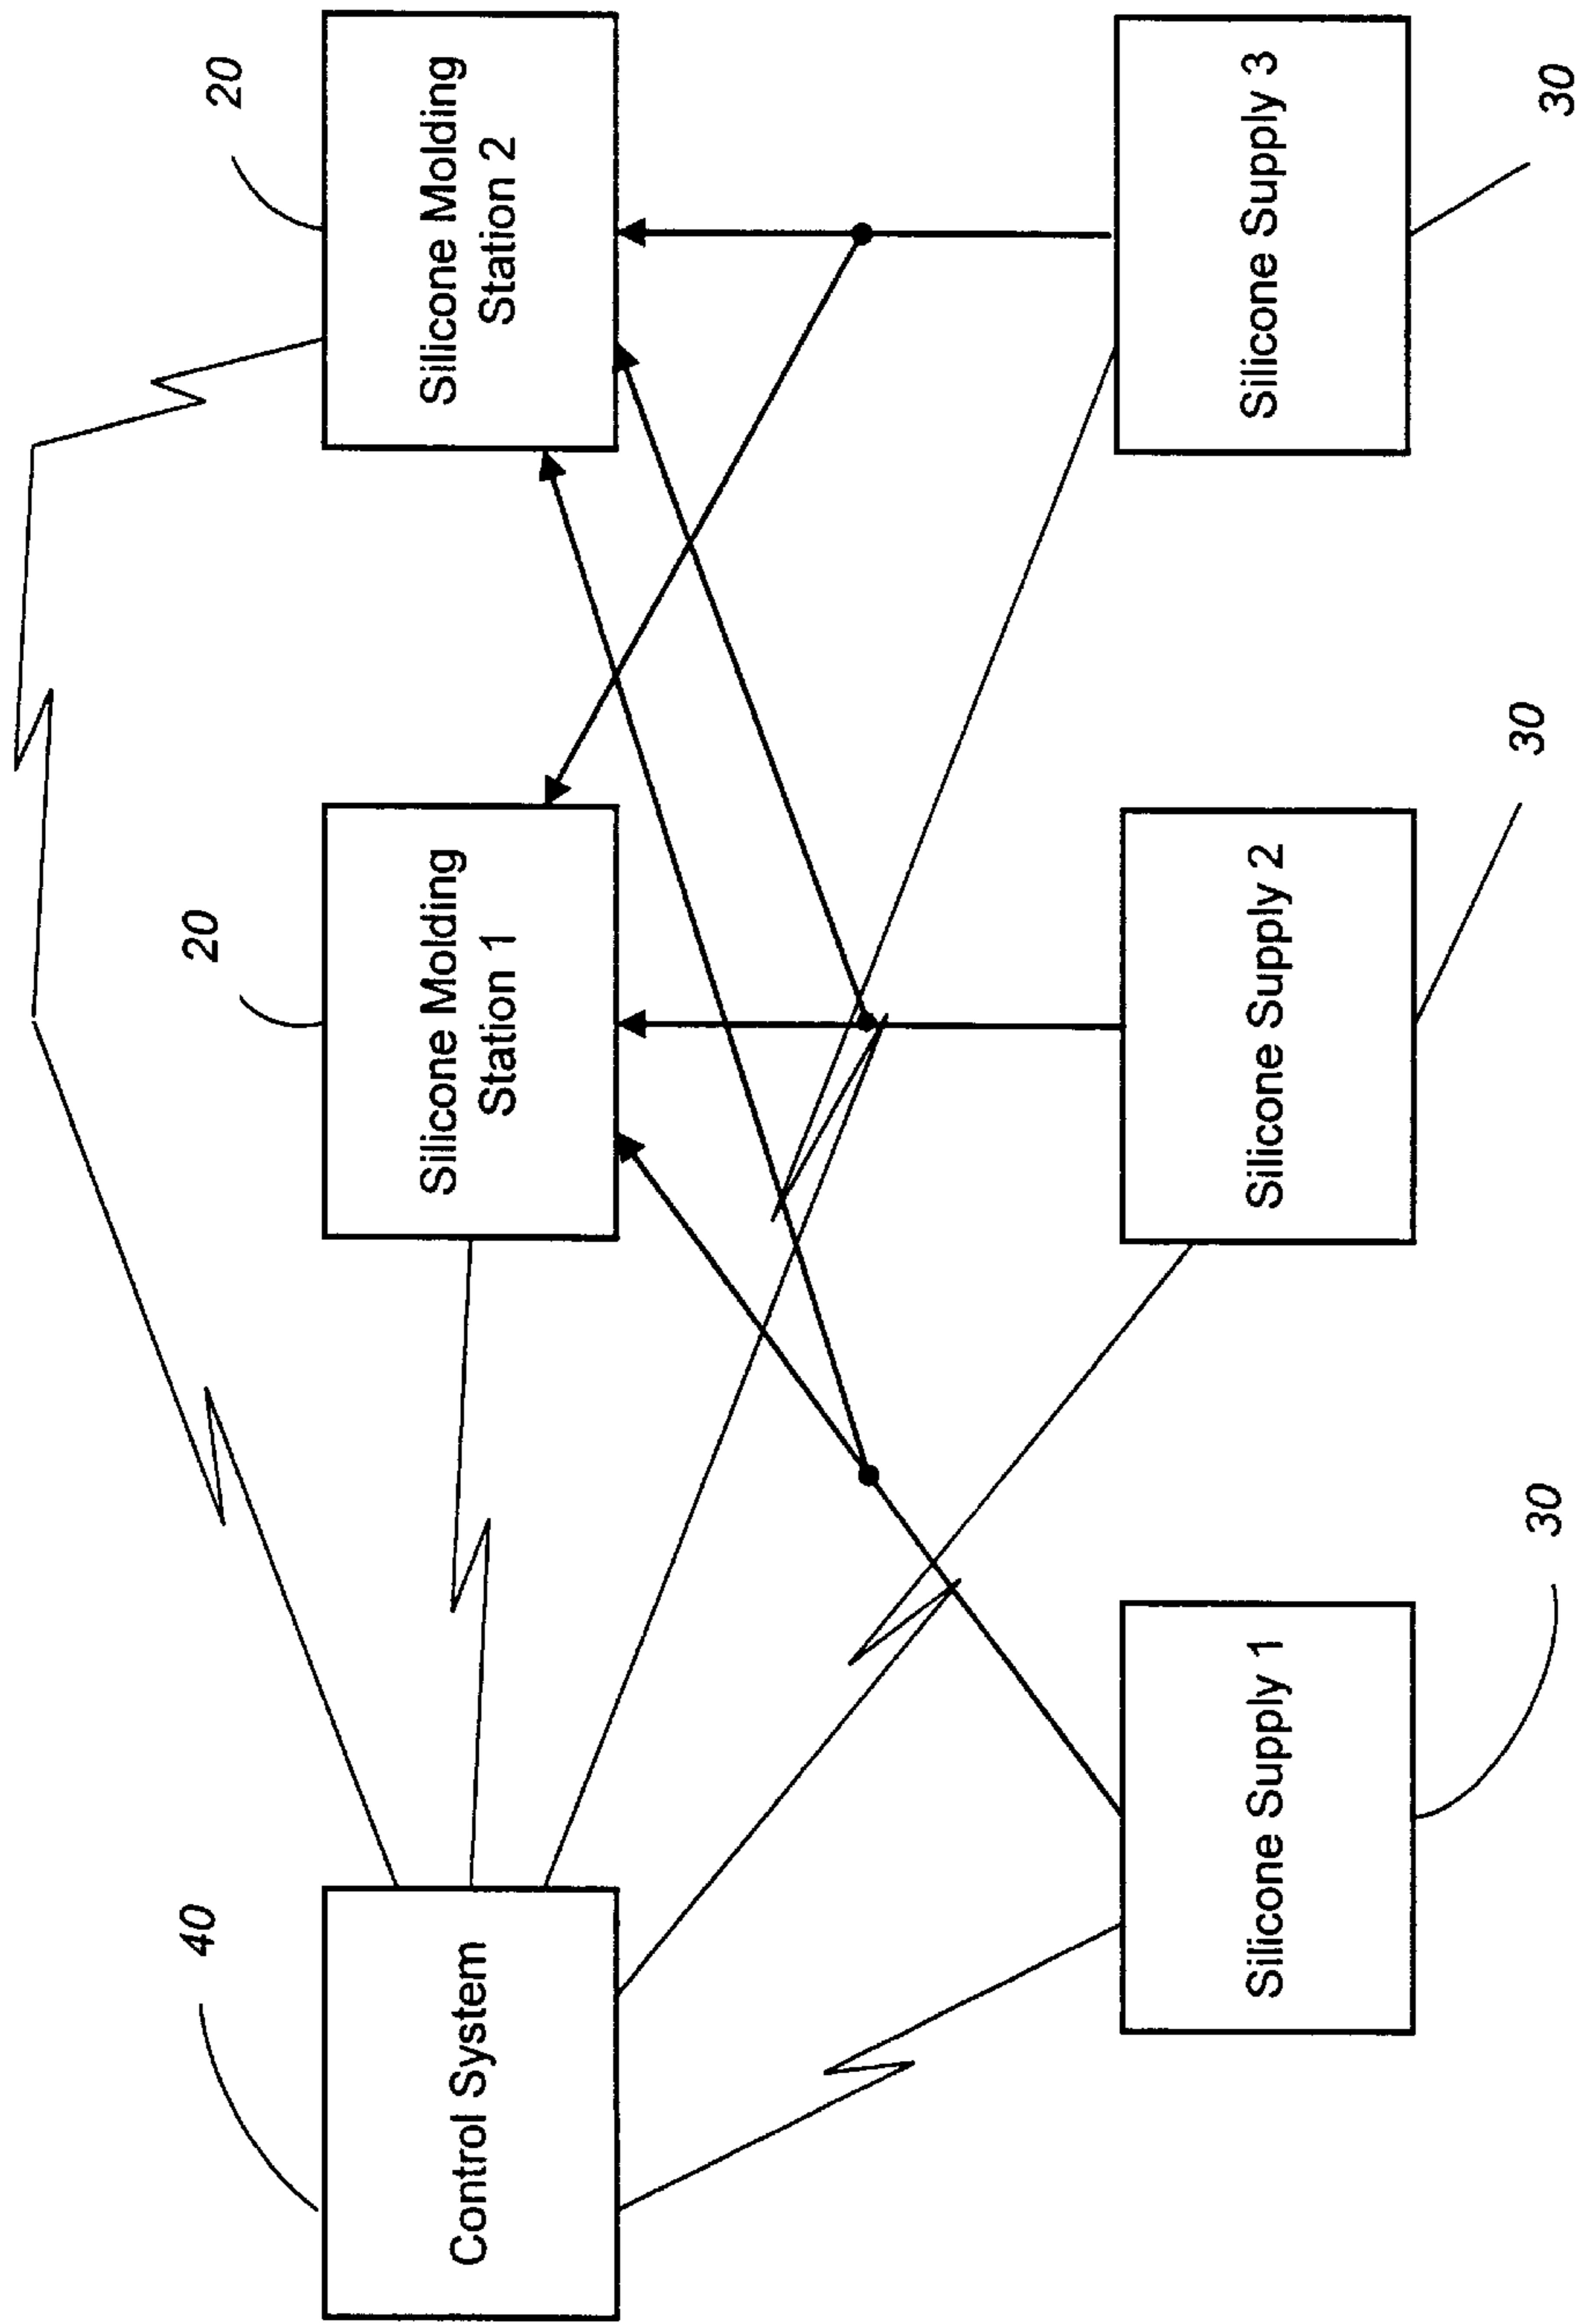 40
Control System
20
Silicone Molding
Station 1
20
Silicone Molding
Station 2
Silicone Supply 1
30
Silicone Supply 2
30
Silicone Supply 3
30